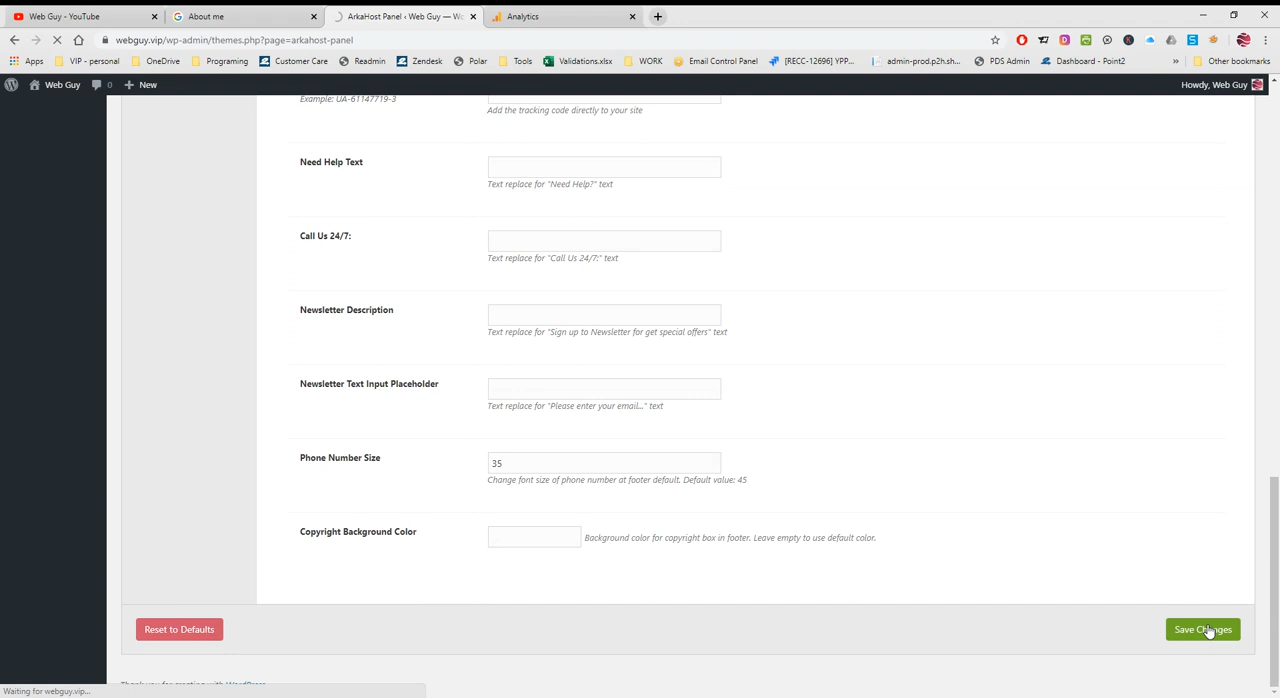 Web Guy - YouTube
About me
ArkaHost Panel ‹ Web Guy — Wo
Analytics
webguy.vip/wp-admin/themes.php?page=arkahost-panel
Apps VIP - personal OneDrive Programing Customer Care Readmin Zendesk Polar Tools Validations.xlsx WORK Email Control Panel [RECC-12696] YPP... admin-prod.p2h.sh... PDS Admin Dashboard - Point2 » Other bookmarks
Web Guy 0 + New Howdy, Web Guy
Example: UA-61147719-3
Add the tracking code directly to your site
Need Help Text
Text replace for "Need Help?" text
Call Us 24/7:
Text replace for "Call Us 24/7:" text
Newsletter Description
Text replace for "Sign up to Newsletter for get special offers" text
Newsletter Text Input Placeholder
Text replace for "Please enter your email..." text
Phone Number Size
35
Change font size of phone number at footer default. Default value: 45
Copyright Background Color
Background color for copyright box in footer. Leave empty to use default color.
Reset to Defaults
Save Changes
Thank you for creating with WordPress
Waiting for webguy.vip...